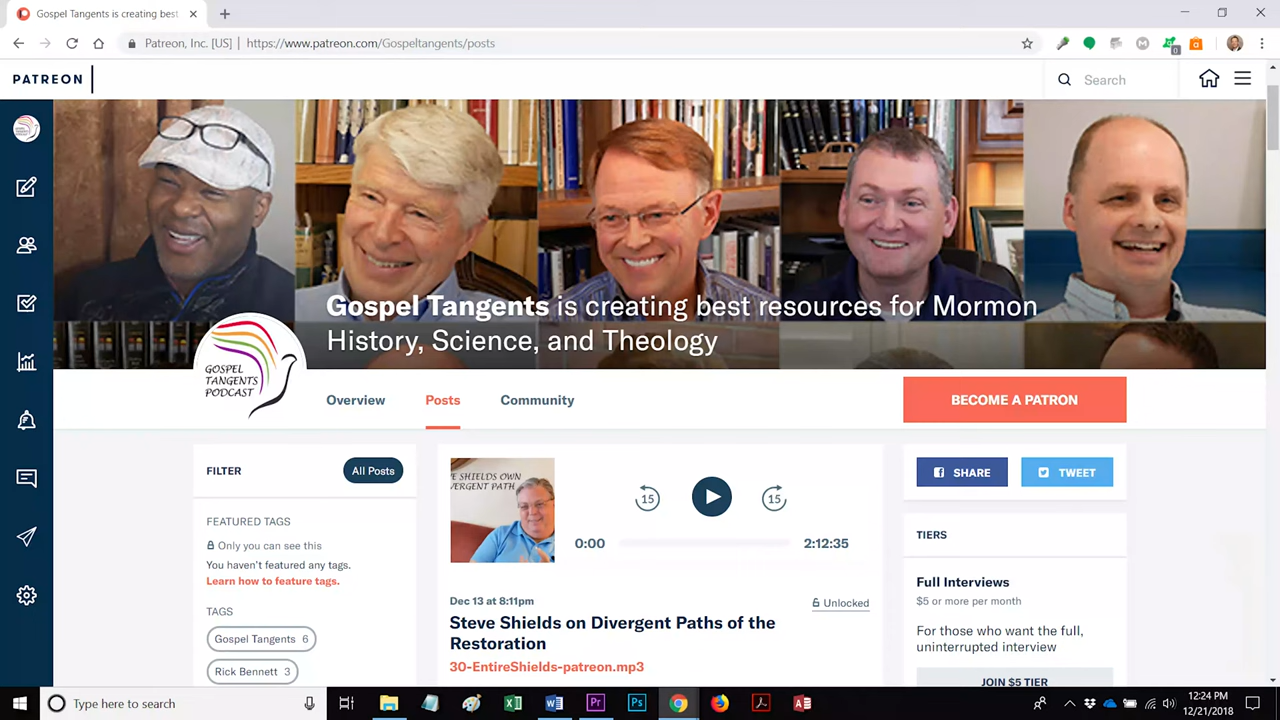 Gospel Tangents is creating best
Patreon, Inc. [US] | https://www.patreon.com/Gospeltangents/posts
PATREON
Search
Gospel Tangents is creating best resources for Mormon
History, Science, and Theology
GOSPEL
TANGENTS
PODCAST
Overview
Posts
Community
BECOME A PATRON
FILTER
All Posts
FEATURED TAGS
Only you can see this
You haven't featured any tags.
Learn how to feature tags.
TAGS
Gospel Tangents 6
Rick Bennett 3
E SHIELDS OWN
VERGENT PATH
15
15
0:00
2:12:35
Dec 13 at 8:11pm
Unlocked
Steve Shields on Divergent Paths of the
Restoration
30-EntireShields-patreon.mp3
SHARE
TWEET
TIERS
Full Interviews
$5 or more per month
For those who want the full,
uninterrupted interview
JOIN $5 TIER
Type here to search
12:24 PM
12/21/2018